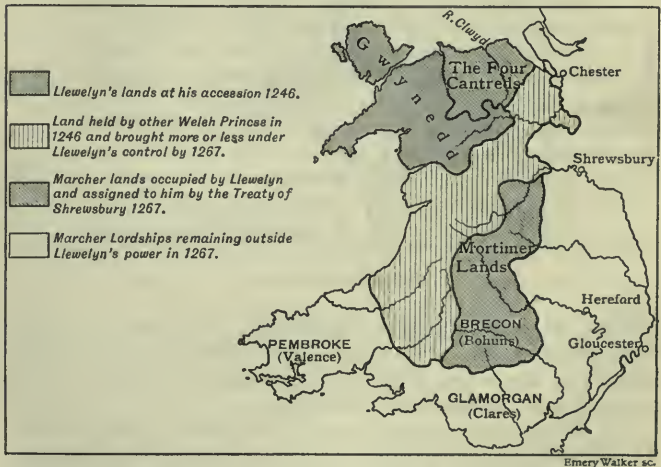 Llewelyn's lands at his accession 1246.
Land held by other Welsh Princse in
1246 and brought more or less under
Llewelyn's control by 1267.
Marcher lands occupied by Llewelyn
and assigned to him by the Treaty of
Shrewsbury 1267.
Marcher Lordships remaining outside
Llewelyn's power in 1267.
R. Clwyd
Gwynedd
The Four
Cantreds
Chester
Shrewsbury
Mortimer
Lands
Hereford
BRECON
(Bohuns)
Gloucester
PEMBROKE
(Valence)
GLAMORGAN
(Clares)
Emery Walker sc.